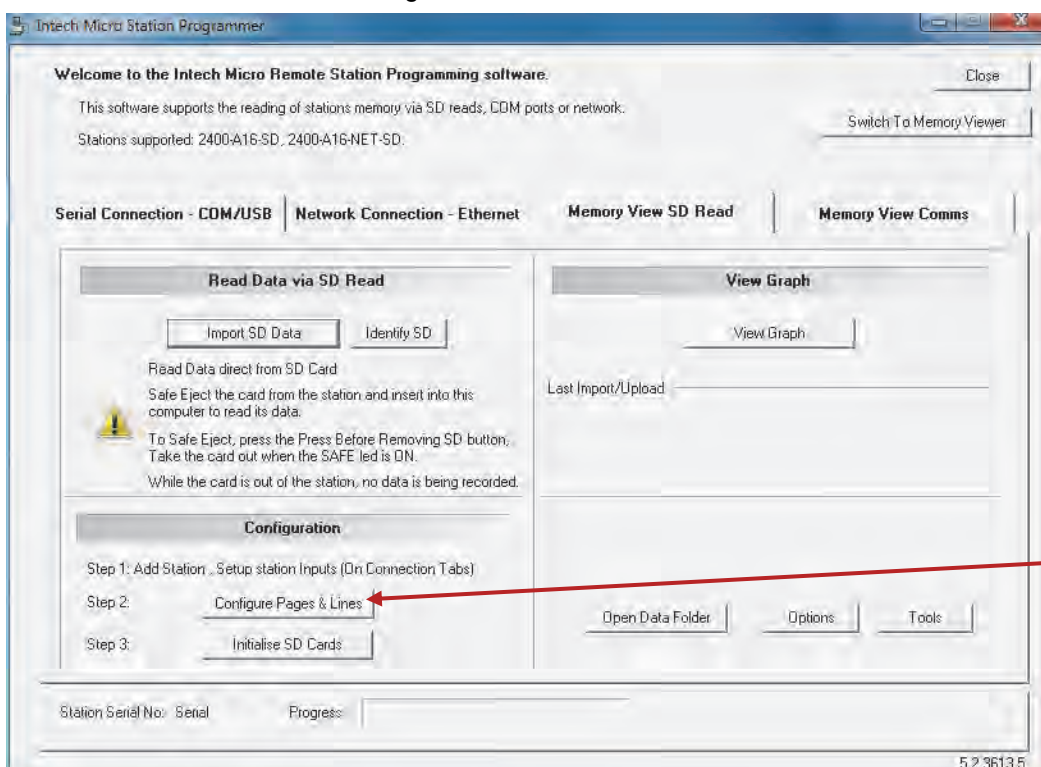 Intech Micro Station Programmer
Welcome to the Intech Micro Remote Station Programming software.
Close
This software supports the reading of stations memory via SD reads, COM ports or network.
Switch To Memory Viewer
Stations supported: 2400-A16-SD, 2400-A16-NET-SD.
Serial Connection - COM/USB
Network Connection - Ethernet
Memory View SD Read
Memory View Comms
Read Data via SD Read
Import SD Data
Identify SD
Read Data direct from SD Card
Safe Eject the card from the station and insert into this
computer to read its data.
To Safe Eject, press the Press Before Removing SD button,
Take the card out when the SAFE led is ON.
While the card is out of the station, no data is being recorded.
View Graph
View Graph
Last Import/Upload
Configuration
Step 1: Add Station . Setup station Inputs (On Connection Tabs)
Step 2:
Configure Pages & Lines
Step 3:
Initialise SD Cards
Open Data Folder
Options
Tools
Station Serial No: Serial
Progress:
5.2.3613.5